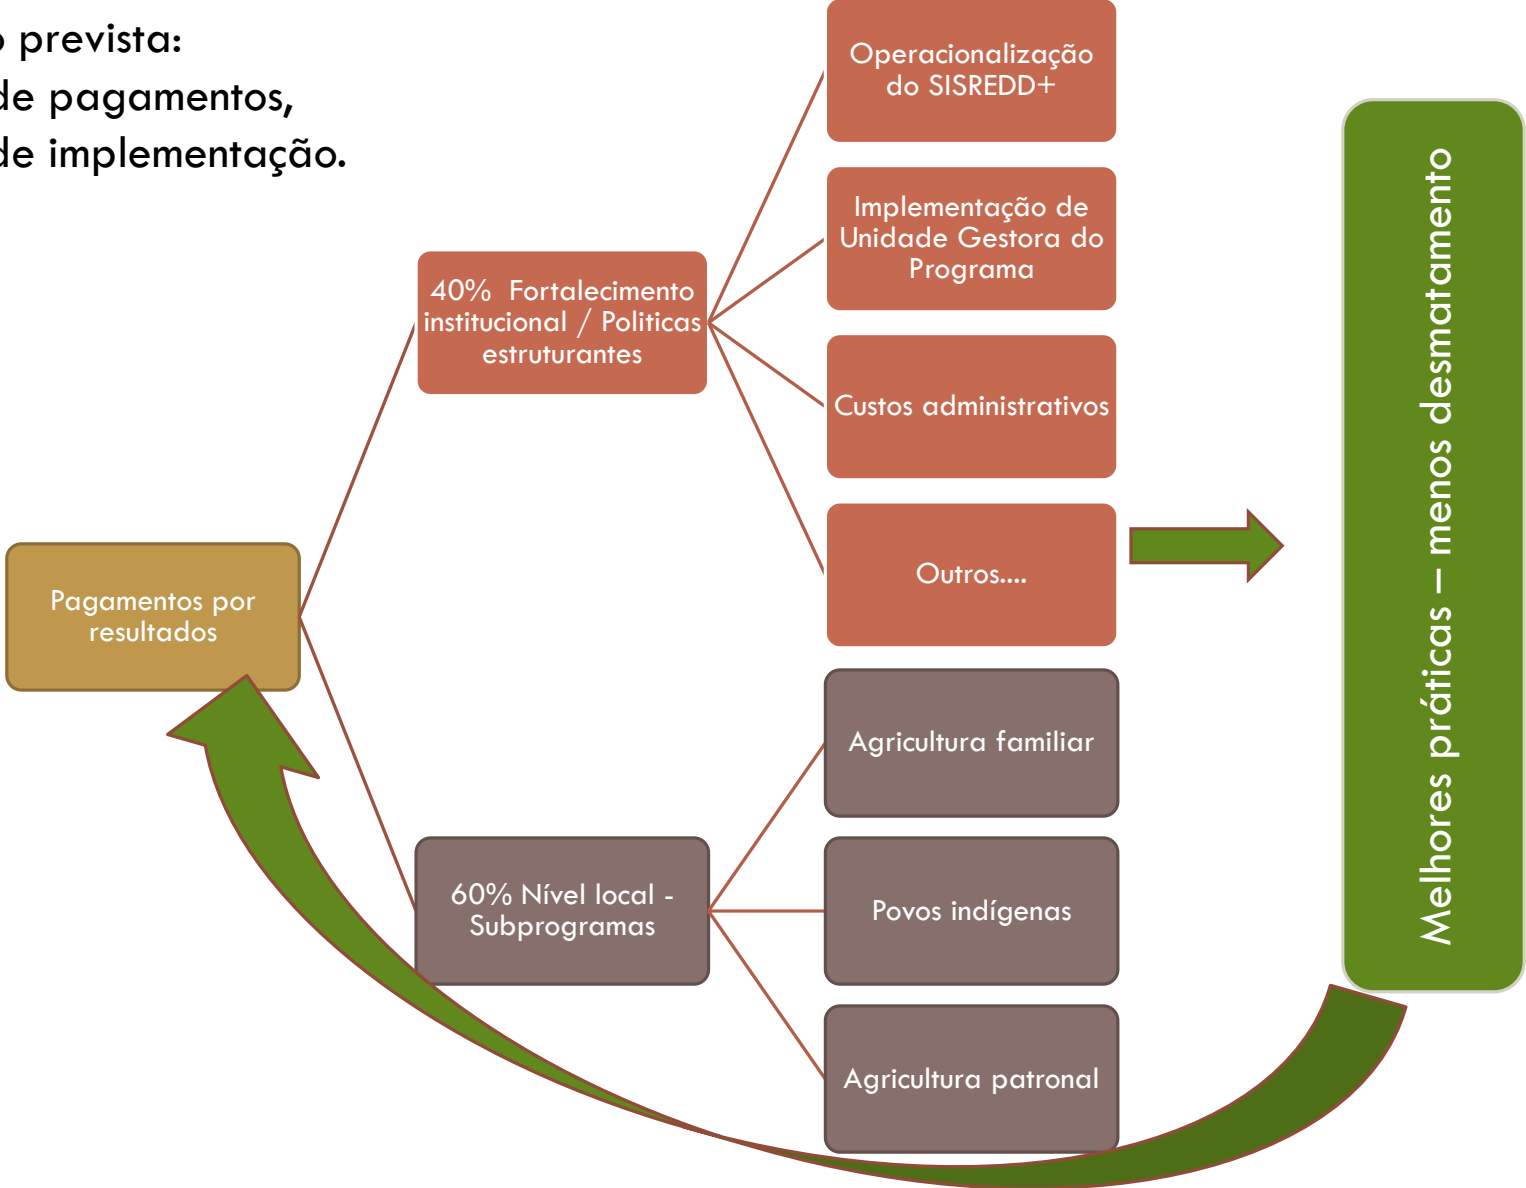 o prevista:
de pagamentos,
de implementação.
Operacionalização
do SISREDD+
Implementação de
Unidade Gestora do
Programa
40% Fortalecimento
institucional / Politicas
estruturantes
Custos administrativos
Outros....
Pagamentos por
resultados
Agricultura familiar
60% Nível local -
Subprogramas
Povos indígenas
Agricultura patronal
Melhores práticas – menos desmatamento